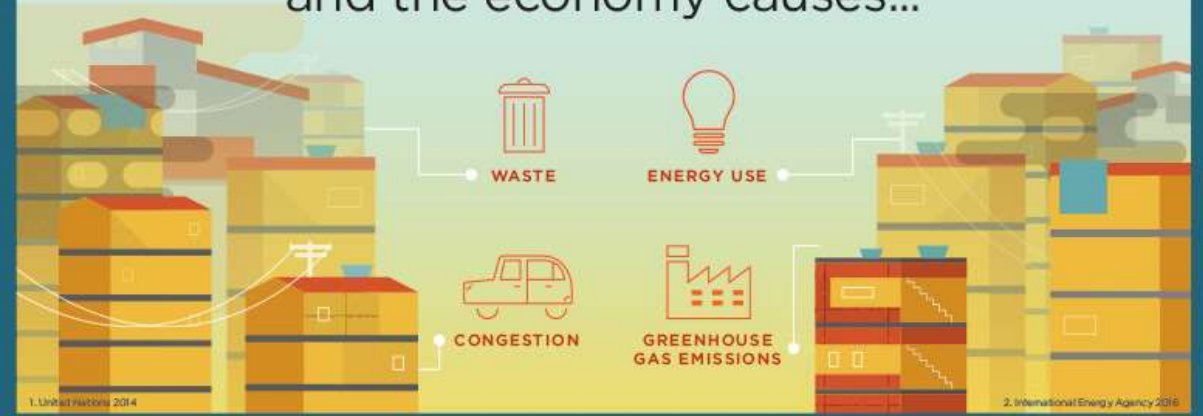 and the economy causes...
WASTE
ENERGY USE
CONGESTION
GREENHOUSE
GAS EMISSIONS
1. United Nations 2014
2. International Energy Agency 2016